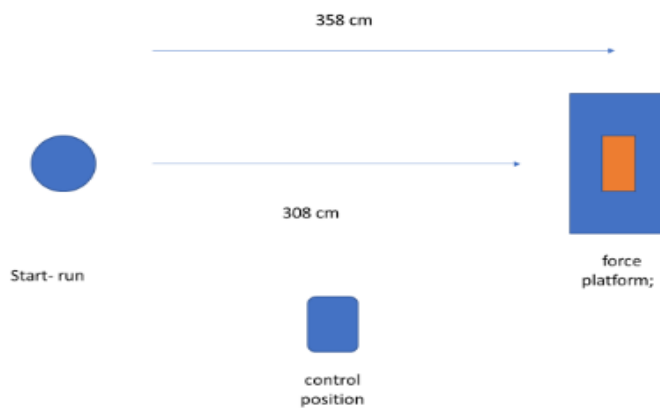 358 cm
308 cm
Start- run
force
platform;
control
position